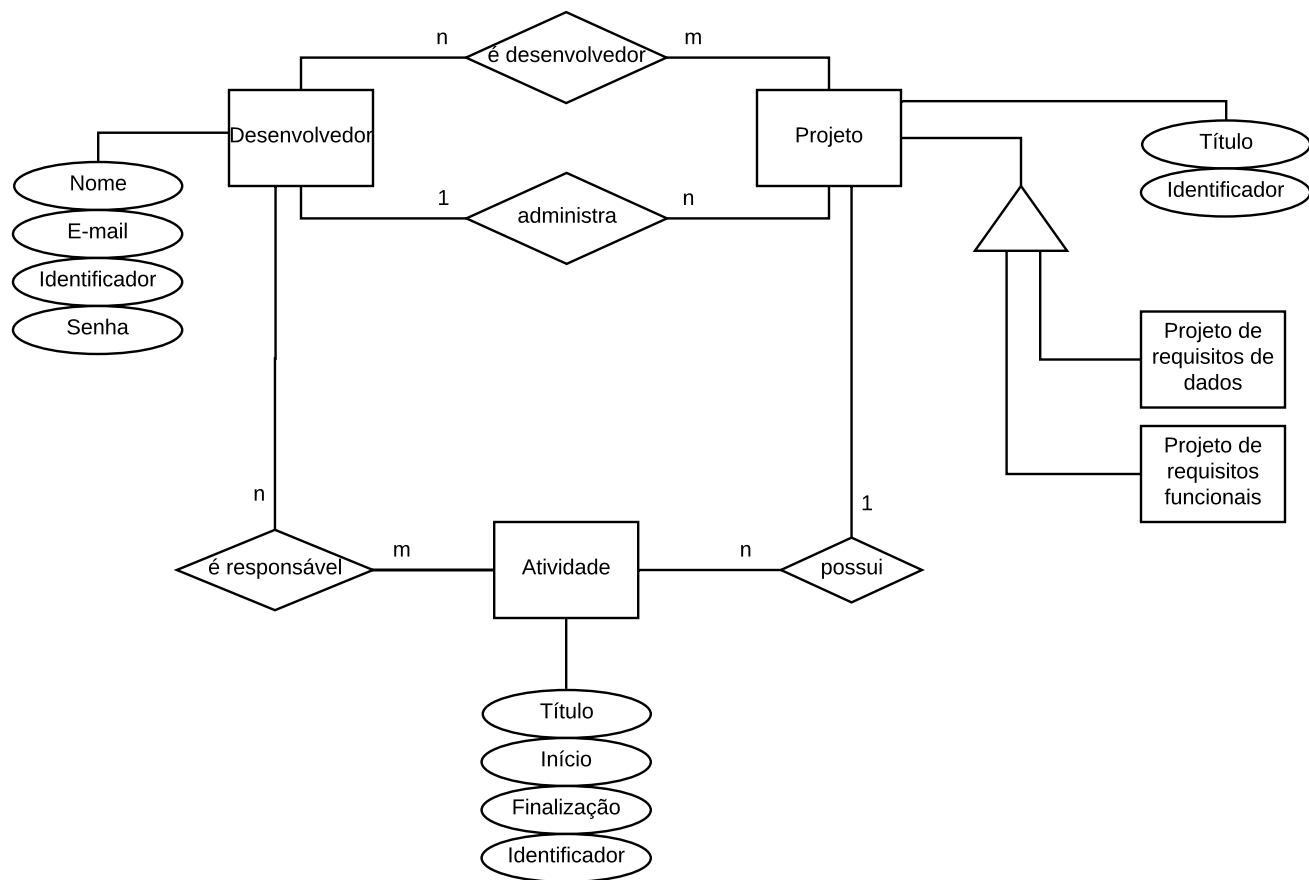 n
m
é desenvolvedor
Desenvolvedor
Projeto
Título
Identificador
Nome
E-mail
Identificador
Senha
1
administra
n
Projeto de
requisitos de
dados
Projeto de
requisitos
funcionais
n
1
é responsável
m
Atividade
n
possui
Título
Início
Finalização
Identificador